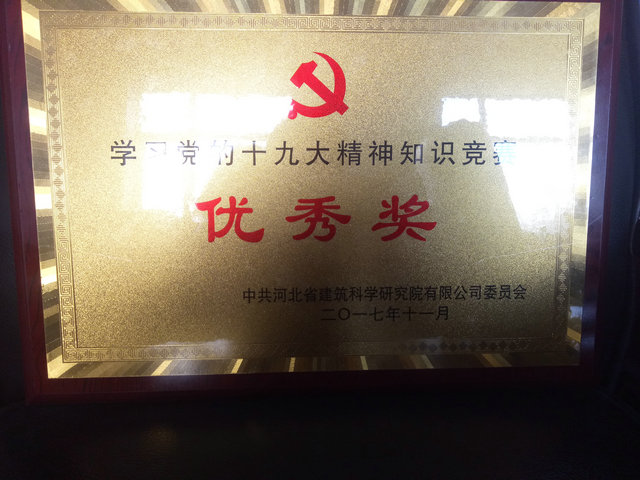 学习党的十九大精神知识竞赛
优秀奖
中共河北省建筑科学研究院有限公司委员会
二〇一七年十一月